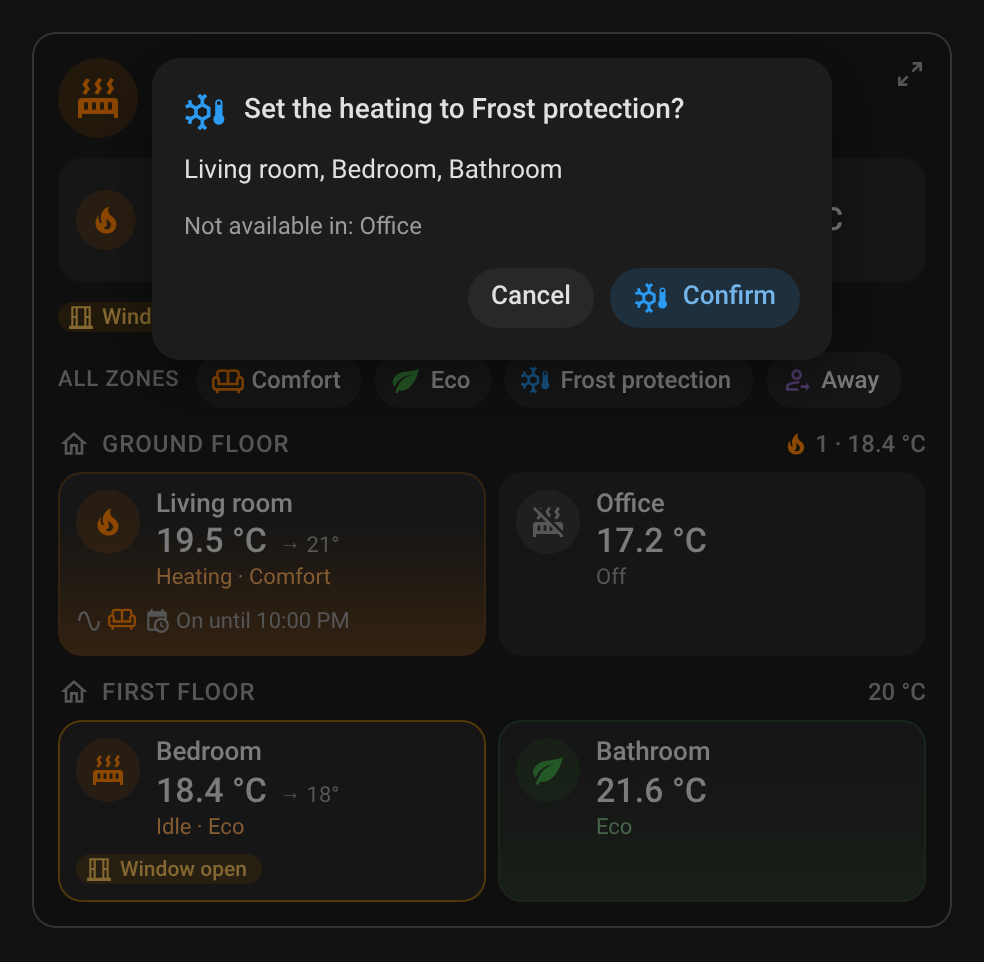 Set the heating to Frost protection?
Living room, Bedroom, Bathroom
Not available in: Office
Cancel
Confirm
Wind
ALL ZONES
Comfort
Eco
Frost protection
Away
GROUND FLOOR
1 · 18.4 °C
Living room
19.5 °C → 21°
Heating · Comfort
On until 10:00 PM
Office
17.2 °C
Off
FIRST FLOOR
20 °C
Bedroom
18.4 °C → 18°
Idle · Eco
Window open
Bathroom
21.6 °C
Eco